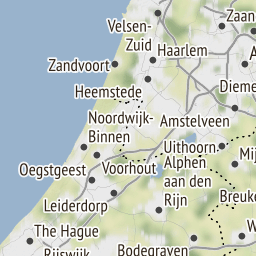 Velsen-
Zuid
Zaan
Haarlem
Zandvoort
A
Heemstede
Dieme
Noordwijk-
Binnen
Amstelveen
Uithoorn
Mij
Alphen
aan den
Rijn
Oegstgeest
Voorhout
Leiderdorp
Breuke
The Hague
W
Rijswijk
Bodegraven